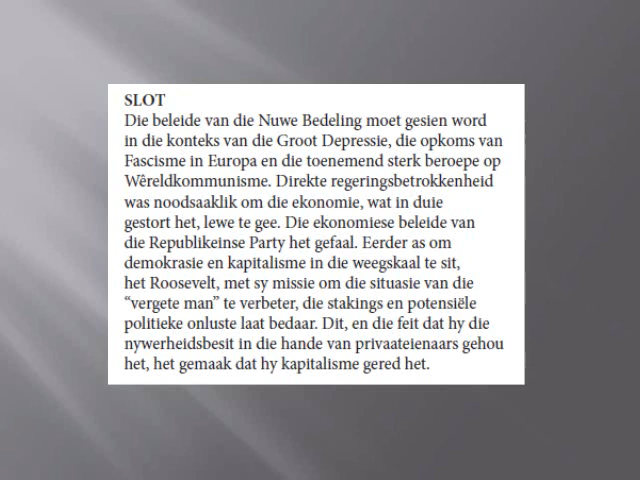 SLOT
Die beleide van die Nuwe Bedeling moet gesien word
in die konteks van die Groot Depressie, die opkoms van
Fascisme in Europa en die toenemend sterk beroepe op
Wêreldkommunisme. Direkte regeringsbetrokkenheid
was noodsaaklik om die ekonomie, wat in duie
gestort het, lewe te gee. Die ekonomiese beleide van
die Republikeinse Party het gefaal. Eerder as om
demokrasie en kapitalisme in die weegskaal te sit,
het Roosevelt, met sy missie om die situasie van die
“vergete man” te verbeter, die stakings en potensiële
politieke onluste laat bedaar. Dit, en die feit dat hy die
nywerheidsbesit in die hande van privaateienaars gehou
het, het gemaak dat hy kapitalisme gered het.